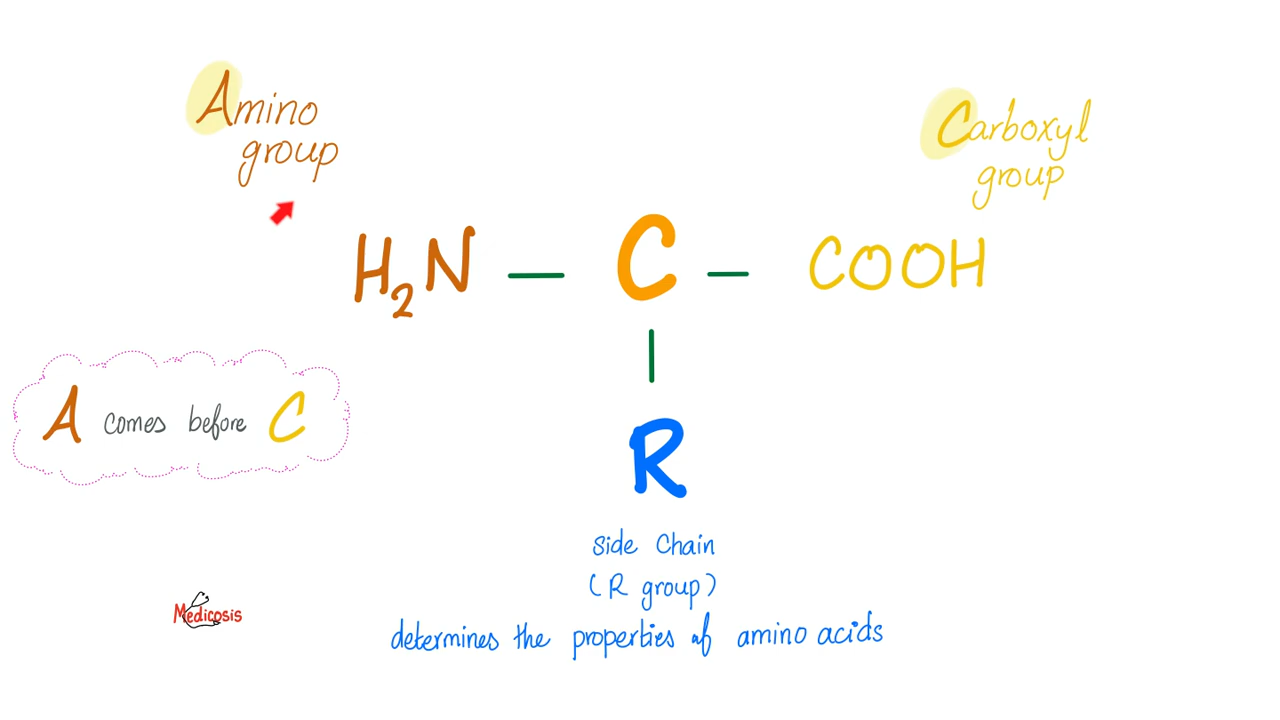 Amino
group
Carboxyl
group
H₂N — C — COOH
R
A comes before C
Side Chain
(R group)
determines the properties of amino acids
Medicosis